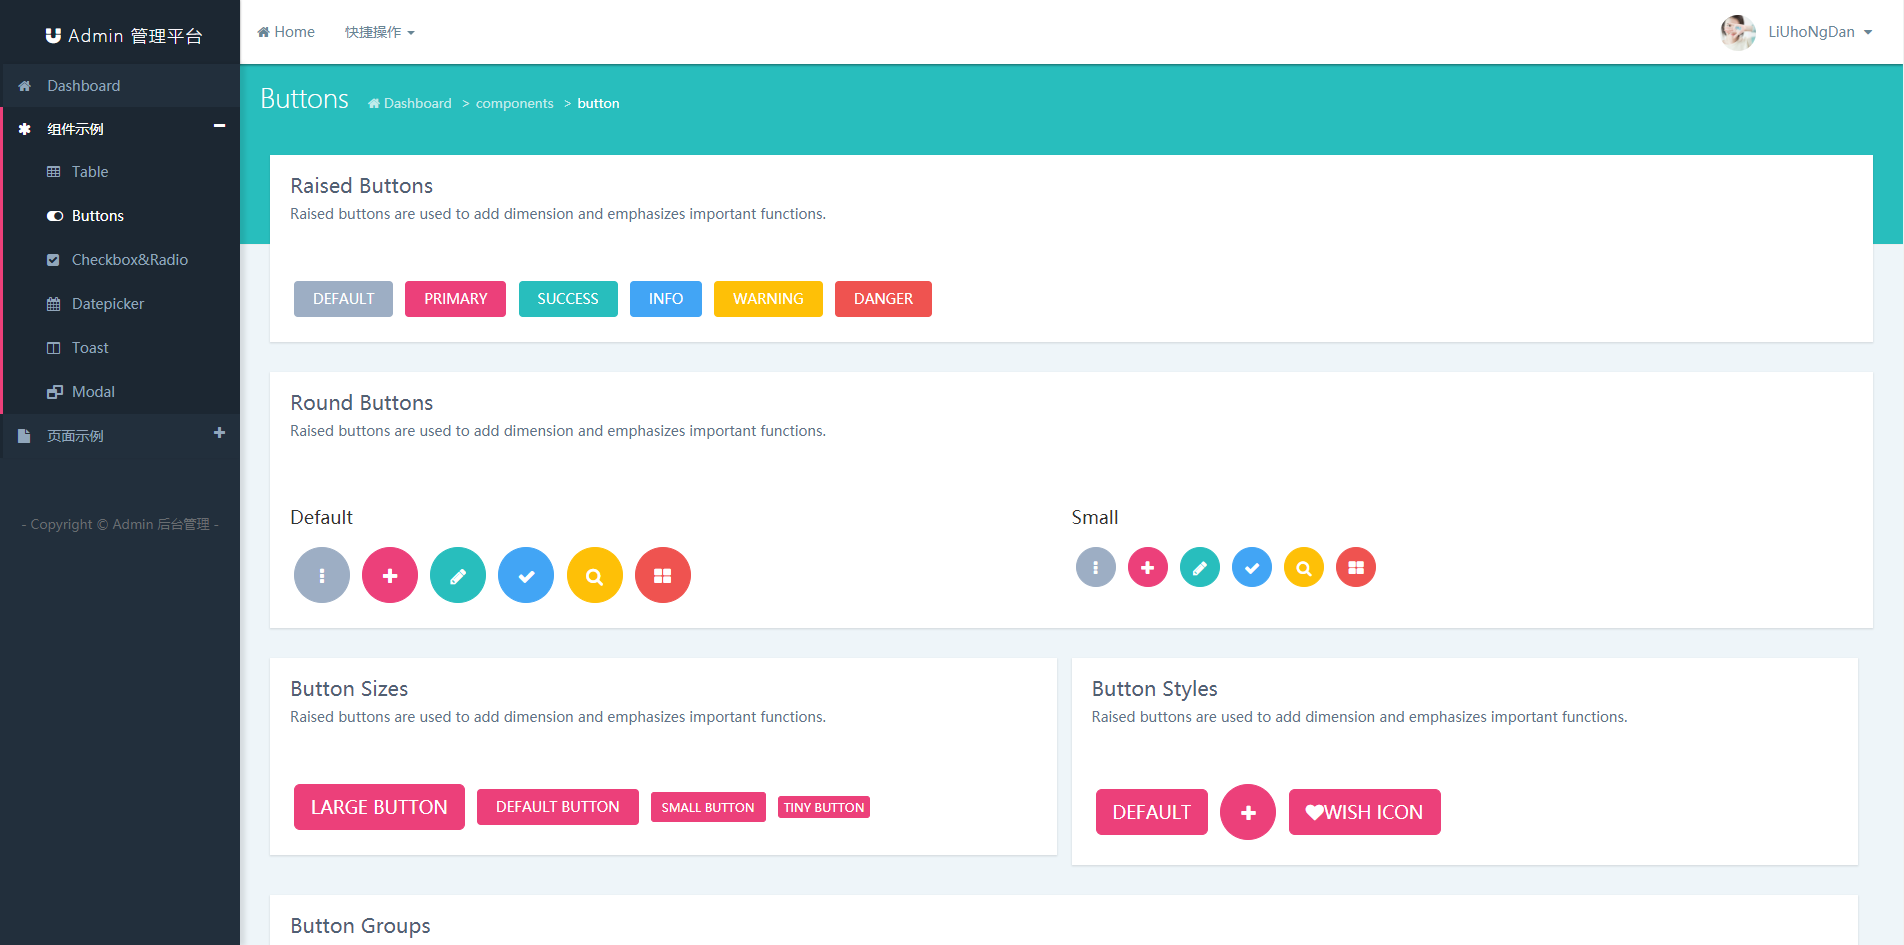 Admin 管理平台
Home
快捷操作
LiUhoNgDan
Dashboard
组件示例
Table
Buttons
Checkbox&Radio
Datepicker
Toast
Modal
页面示例
- Copyright © Admin 后台管理 -
Buttons
Dashboard > components > button
Raised Buttons
Raised buttons are used to add dimension and emphasizes important functions.
DEFAULT PRIMARY SUCCESS INFO WARNING DANGER
Round Buttons
Raised buttons are used to add dimension and emphasizes important functions.
Default
Small
Button Sizes
Raised buttons are used to add dimension and emphasizes important functions.
LARGE BUTTON DEFAULT BUTTON SMALL BUTTON TINY BUTTON
Button Styles
Raised buttons are used to add dimension and emphasizes important functions.
DEFAULT WISH ICON
Button Groups